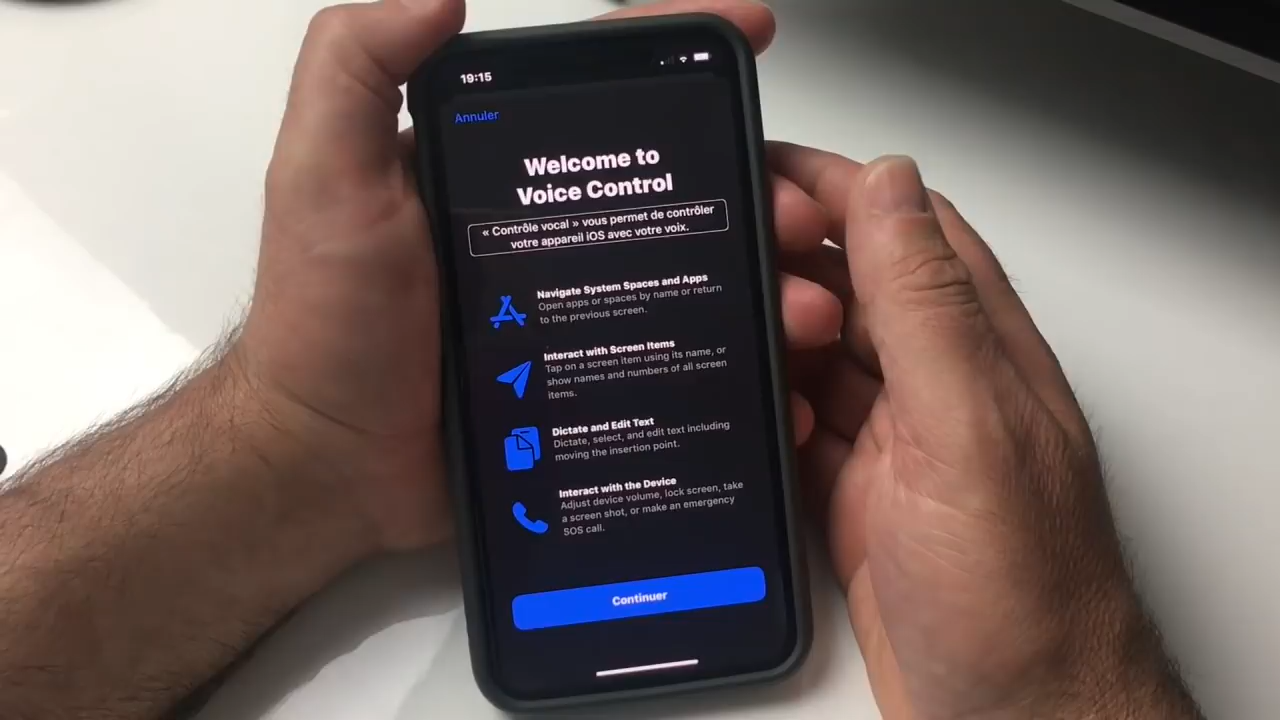 19:15
Annuler
Welcome to
Voice Control
« Contrôle vocal » vous permet de contrôler
votre appareil iOS avec votre voix.
Navigate System Spaces and Apps
Open apps or spaces by name or return
to the previous screen.
Interact with Screen Items
Tap on a screen item using its name, or
show names and numbers of all screen
items.
Dictate and Edit Text
Dictate, select, and edit text including
moving the insertion point.
Interact with the Device
Adjust device volume, lock screen, take
a screen shot, or make an emergency
SOS call.
Continuer